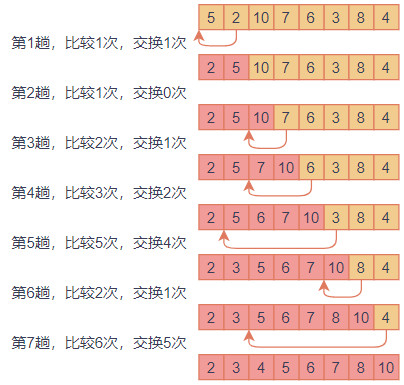 5 2 10 7 6 3 8 4
第1趟，比较1次，交换1次
2 5 10 7 6 3 8 4
第2趟，比较1次，交换0次
2 5 10 7 6 3 8 4
第3趟，比较2次，交换1次
2 5 7 10 6 3 8 4
第4趟，比较3次，交换2次
2 5 6 7 10 3 8 4
第5趟，比较5次，交换4次
2 3 5 6 7 10 8 4
第6趟，比较2次，交换1次
2 3 5 6 7 8 10 4
第7趟，比较6次，交换5次
2 3 4 5 6 7 8 10